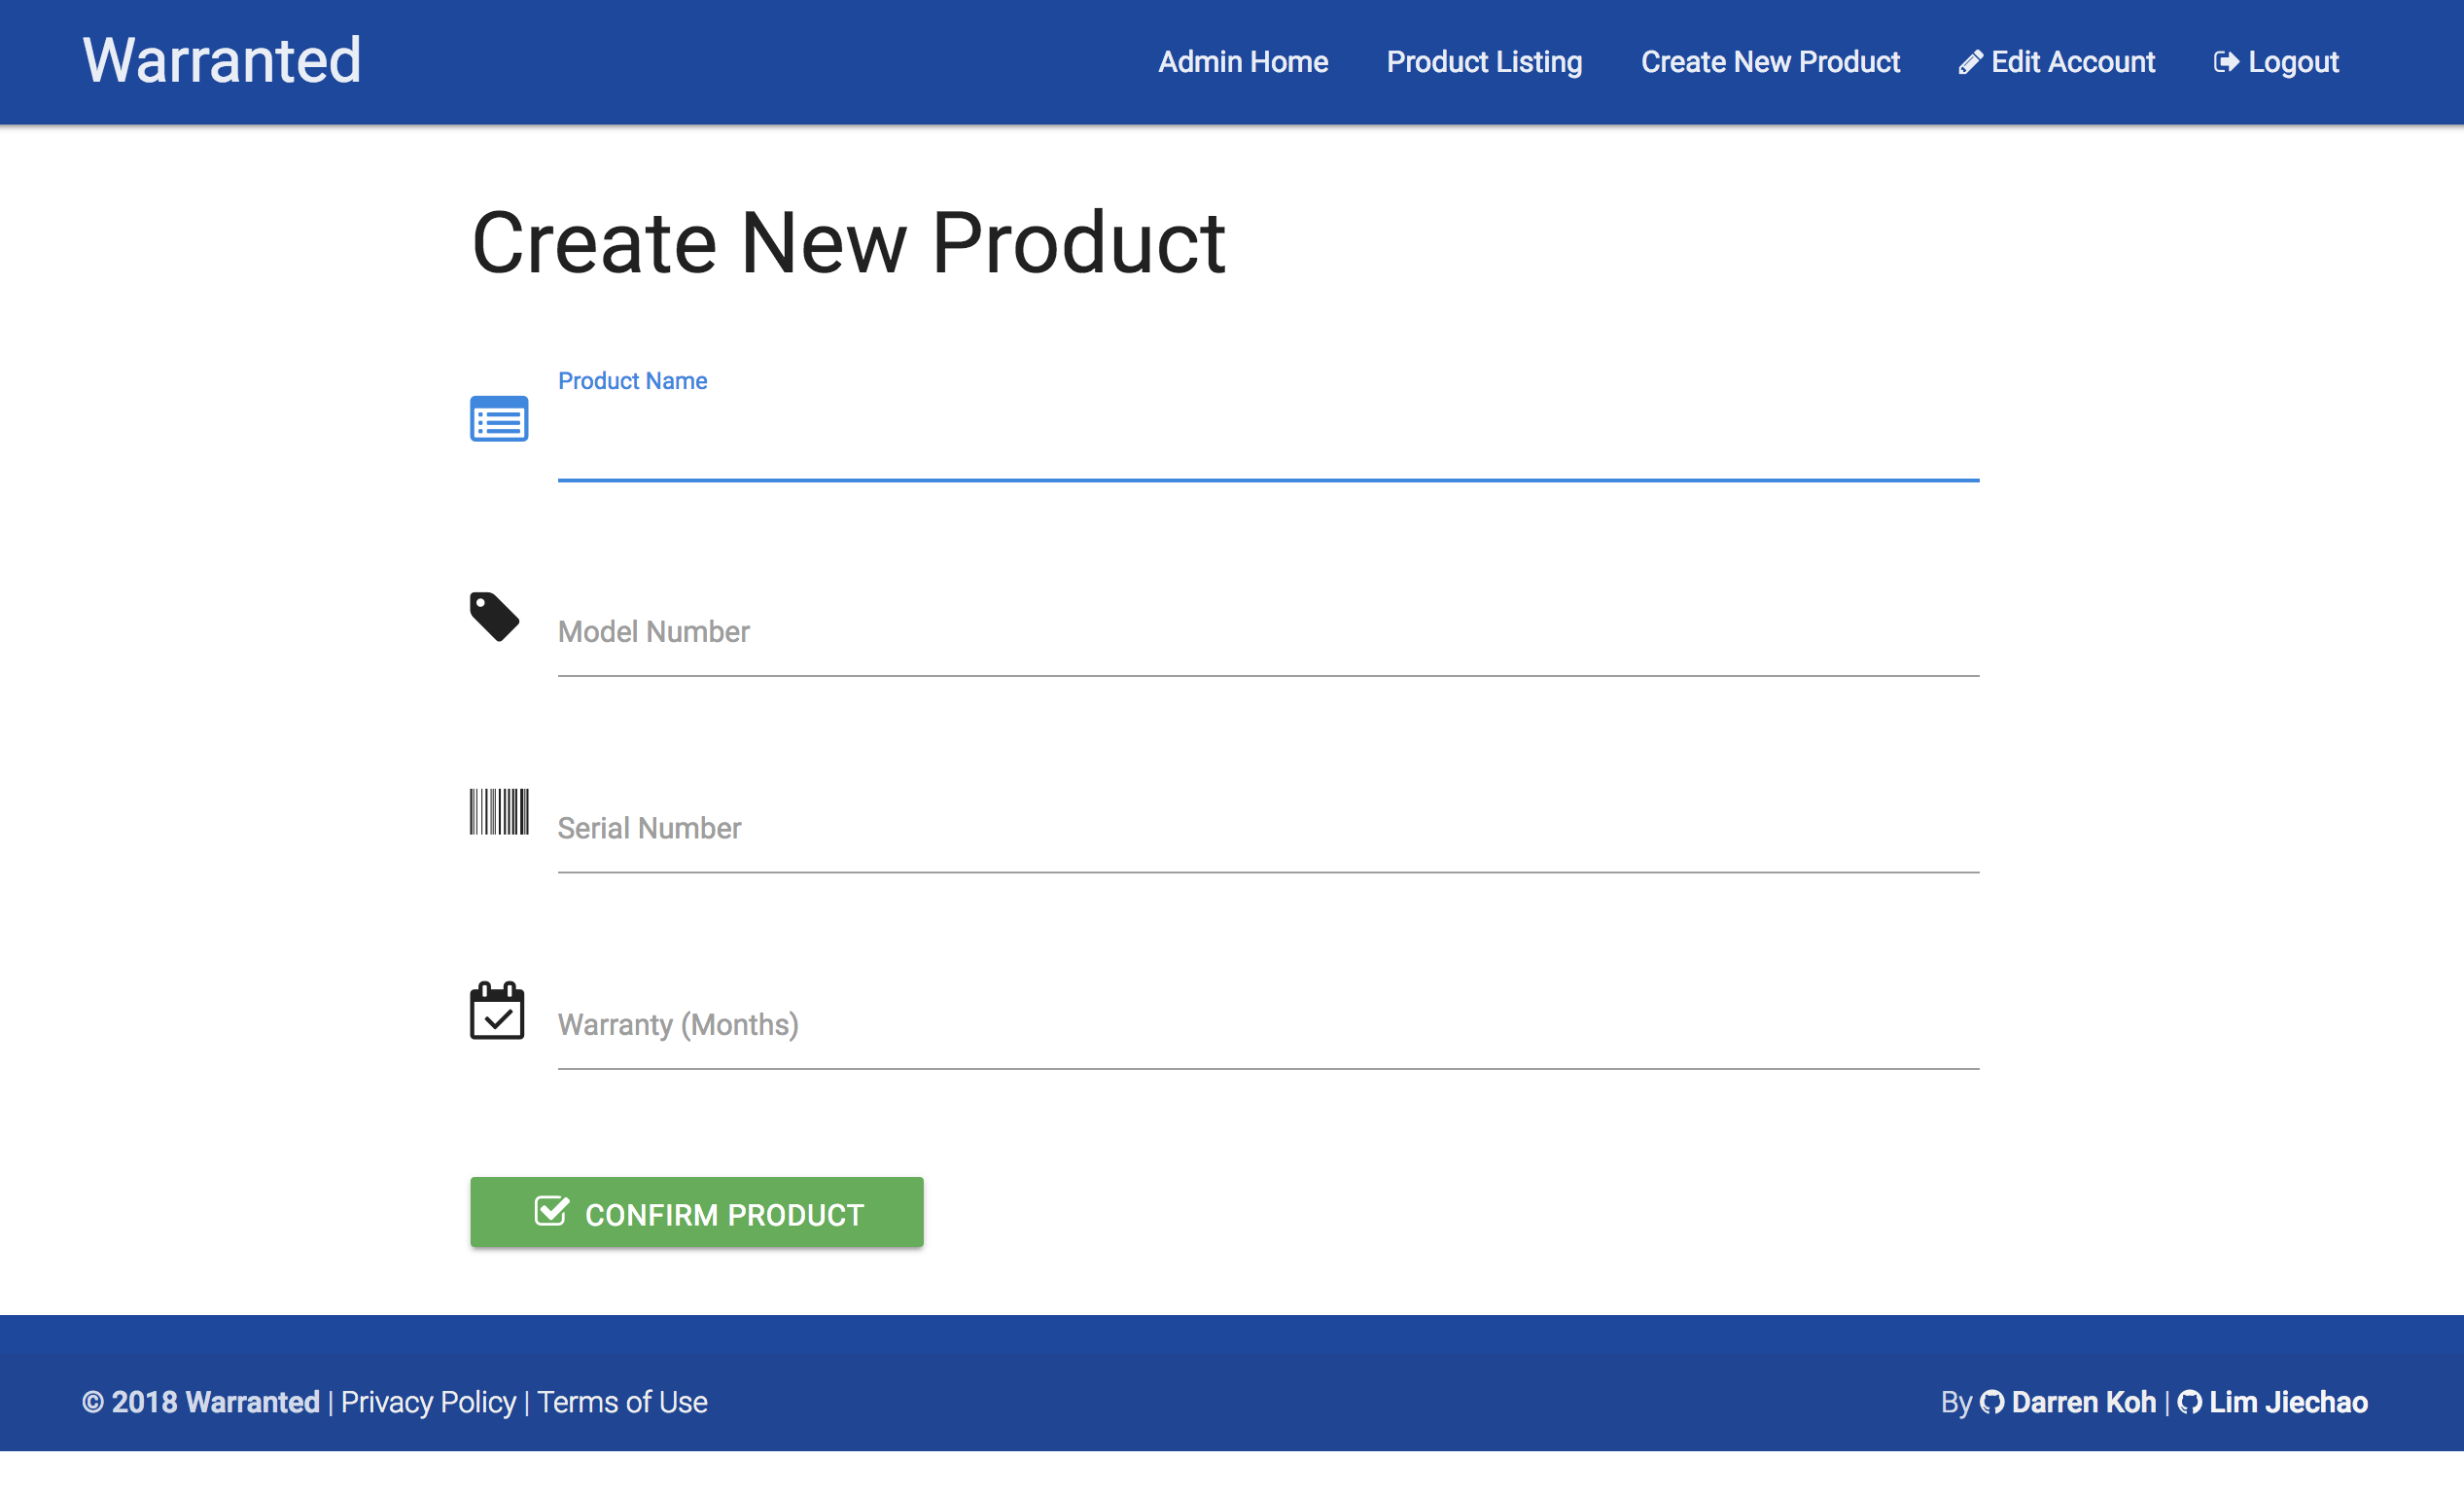 Warranted
Admin Home Product Listing Create New Product Edit Account Logout
Create New Product
Product Name
Model Number
Serial Number
Warranty (Months)
CONFIRM PRODUCT
© 2018 Warranted | Privacy Policy | Terms of Use
By Darren Koh | Lim Jiechao